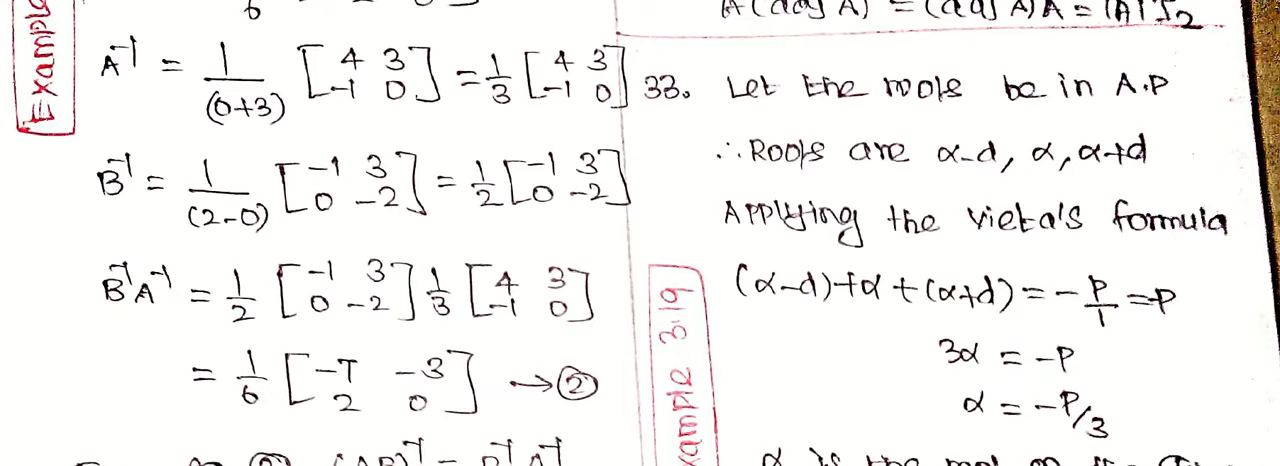 Example
A⁻¹ = 1/(0+3) [4 3; -1 0] = 1/3 [4 3; -1 0]
B⁻¹ = 1/(2-0) [-1 3; 0 -2] = 1/2 [-1 3; 0 -2]
B⁻¹A⁻¹ = 1/2 [-1 3; 0 -2] 1/3 [4 3; -1 0]
= 1/6 [-7 -3; 2 0] → ②
A(adj A) = (adj A)A = |A| I₂
33. Let the roots be in A.P
∴ Roots are α-d, α, α+d
Applying the vieta's formula
Example 3.19
(α-d)+α+(α+d) = -P/1 = P
3α = -P
α = -P/3